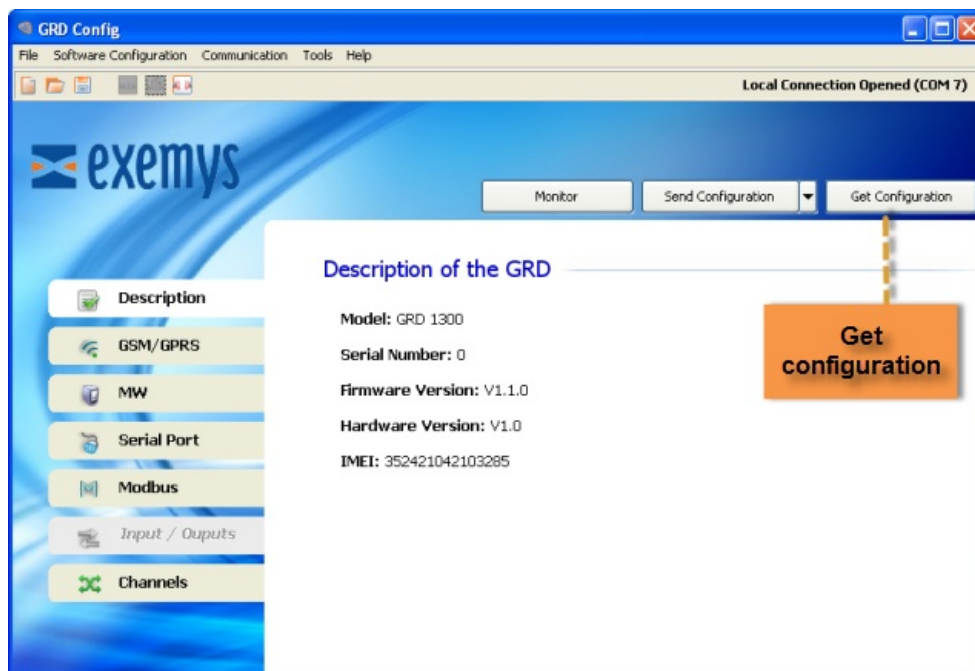 GRD Config
File Software Configuration Communication Tools Help
Local Connection Opened (COM 7)
exemys
Monitor Send Configuration Get Configuration
Description of the GRD
Description
Model: GRD 1300
GSM/GPRS
Serial Number: 0
Get
configuration
MW
Firmware Version: V1.1.0
Hardware Version: V1.0
Serial Port
IMEI: 352421042103285
Modbus
Input / Ouputs
Channels